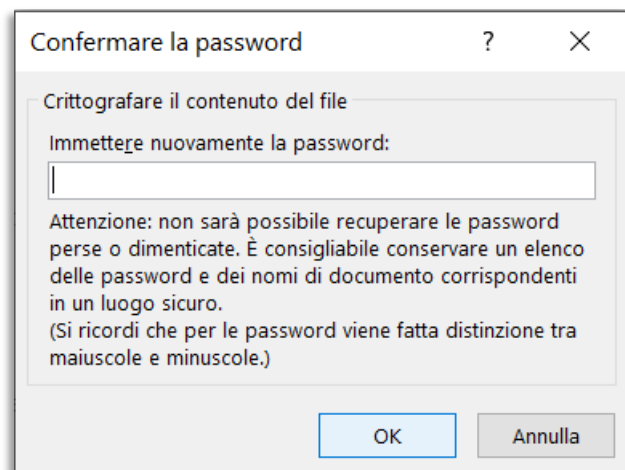 Confermare la password ?
Crittografare il contenuto del file
Immettere nuovamente la password:
Attenzione: non sarà possibile recuperare le password
perse o dimenticate. È consigliabile conservare un elenco
delle password e dei nomi di documento corrispondenti
in un luogo sicuro.
(Si ricordi che per le password viene fatta distinzione tra
maiuscole e minuscole.)
OK Annulla